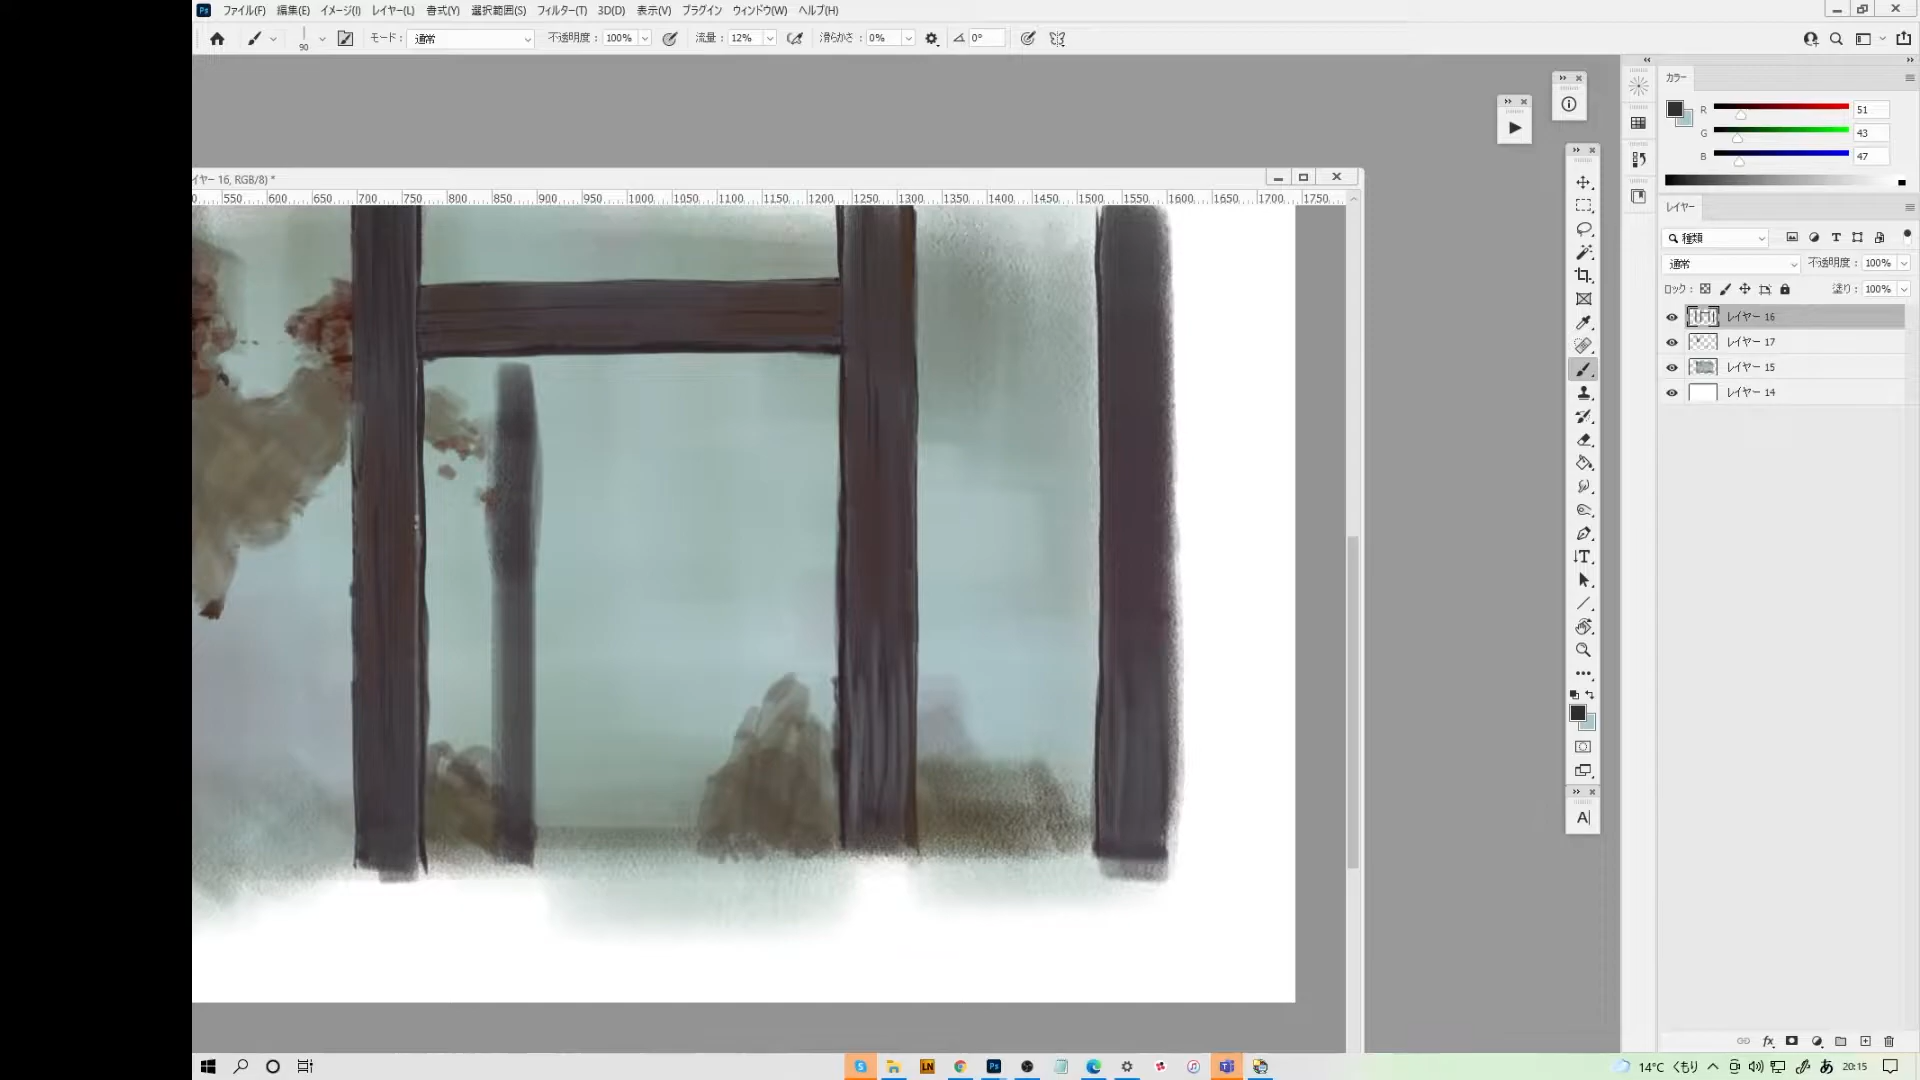 ファイル(F) 編集(E) イメージ(I) レイヤー(L) 書式(Y) 選択範囲(S) フィルター(T) 3D(D) 表示(V) プラグイン ウィンドウ(W) ヘルプ(H)
90 モード: 通常 不透明度: 100% 流量: 12% 滑らかさ: 0% 0°
カラー
R 51
G 43
B 47
イヤー 16, RGB/8) *
550 600 650 700 750 800 850 900 950 1000 1050 1100 1150 1200 1250 1300 1350 1400 1450 1500 1550 1600 1650 1700 1750
レイヤー
種類
通常 不透明度: 100%
ロック: 塗り: 100%
レイヤー 16
レイヤー 17
レイヤー 15
レイヤー 14
14°C くもり あ 20:15